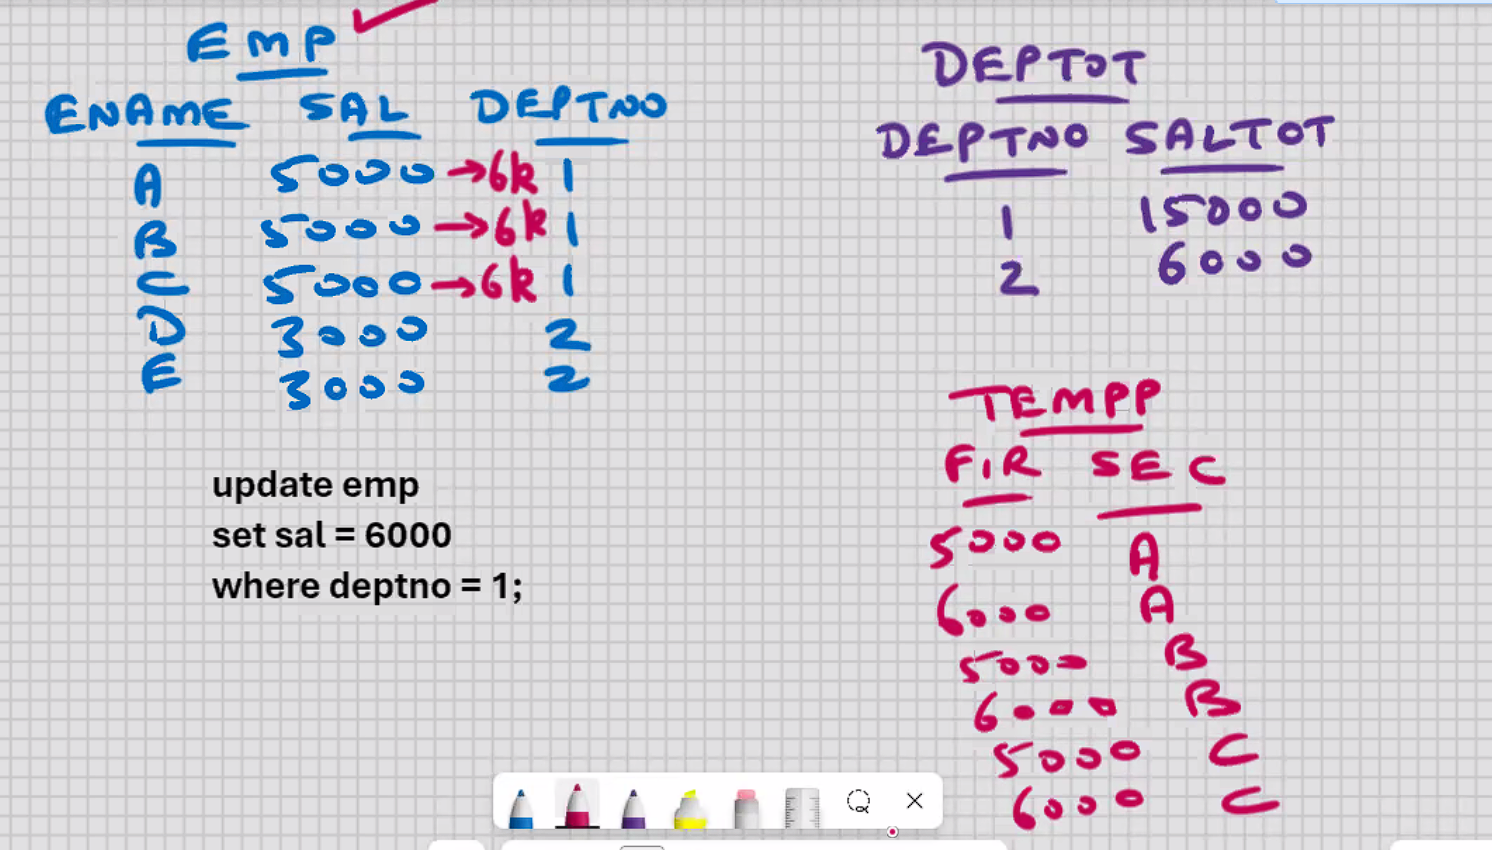 EMP
ENAME SAL DEPTNO
A 5000 →6k 1
B 5000 →6k 1
C 5000 →6k 1
D 3000 2
E 3000 2
update emp
set sal = 6000
where deptno = 1;
DEPTOT
DEPTNO SALTOT
1 15000
2 6000
TEMPP
FIR SEC
5000 A
6000 A
5000 B
6000 B
5000 C
6000 C